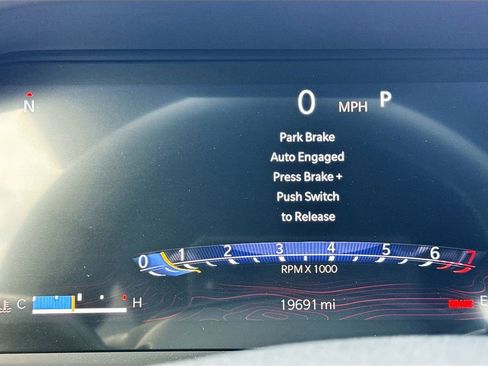 N
0 MPH P
Park Brake
Auto Engaged
Press Brake +
Push Switch
to Release
0 1 2 3 4 5 6
RPM X 1000
C H
19691 mi
BRAKE
E